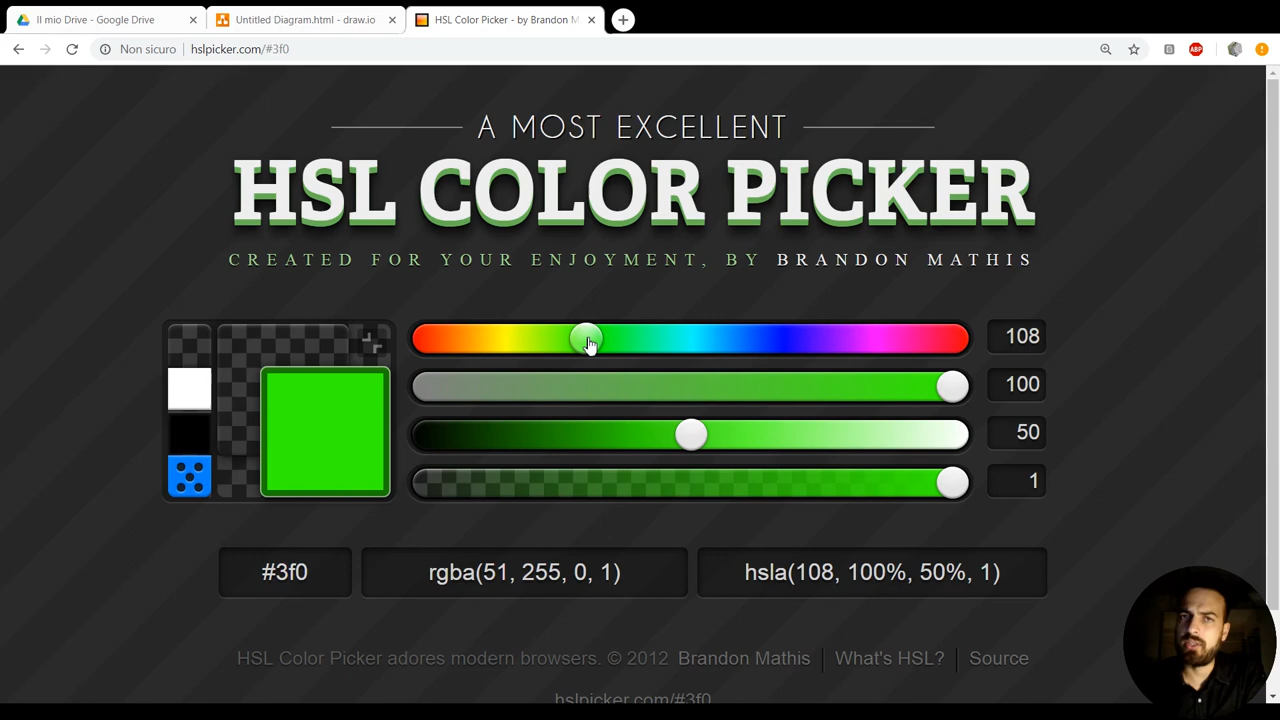 Il mio Drive - Google Drive
Untitled Diagram.html - draw.io
HSL Color Picker - by Brandon M
Non sicuro
hslpicker.com/#3f0
ABP
A MOST EXCELLENT
HSL COLOR PICKER
CREATED FOR YOUR ENJOYMENT, BY BRANDON MATHIS
108
100
50
1
#3f0
rgba(51, 255, 0, 1)
hsla(108, 100%, 50%, 1)
HSL Color Picker adores modern browsers. © 2012 Brandon Mathis
What's HSL?
Source
hslpicker.com/#3f0